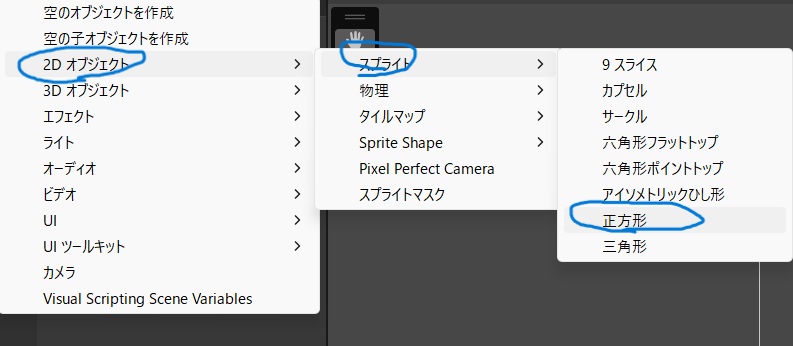 空のオブジェクトを作成
空の子オブジェクトを作成
2D オブジェクト
3D オブジェクト
エフェクト
ライト
オーディオ
ビデオ
UI
UI ツールキット
カメラ
Visual Scripting Scene Variables
スプライト
物理
タイルマップ
Sprite Shape
Pixel Perfect Camera
スプライトマスク
9 スライス
カプセル
サークル
六角形フラットトップ
六角形ポイントトップ
アイソメトリックひし形
正方形
三角形